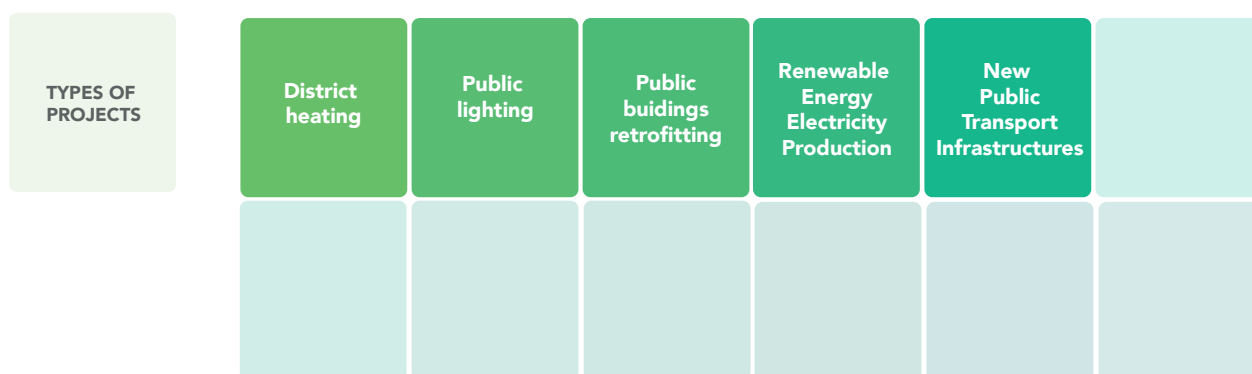 TYPES OF
PROJECTS
District
heating
Public
lighting
Public
buidings
retrofitting
Renewable
Energy
Electricity
Production
New
Public
Transport
Infrastructures